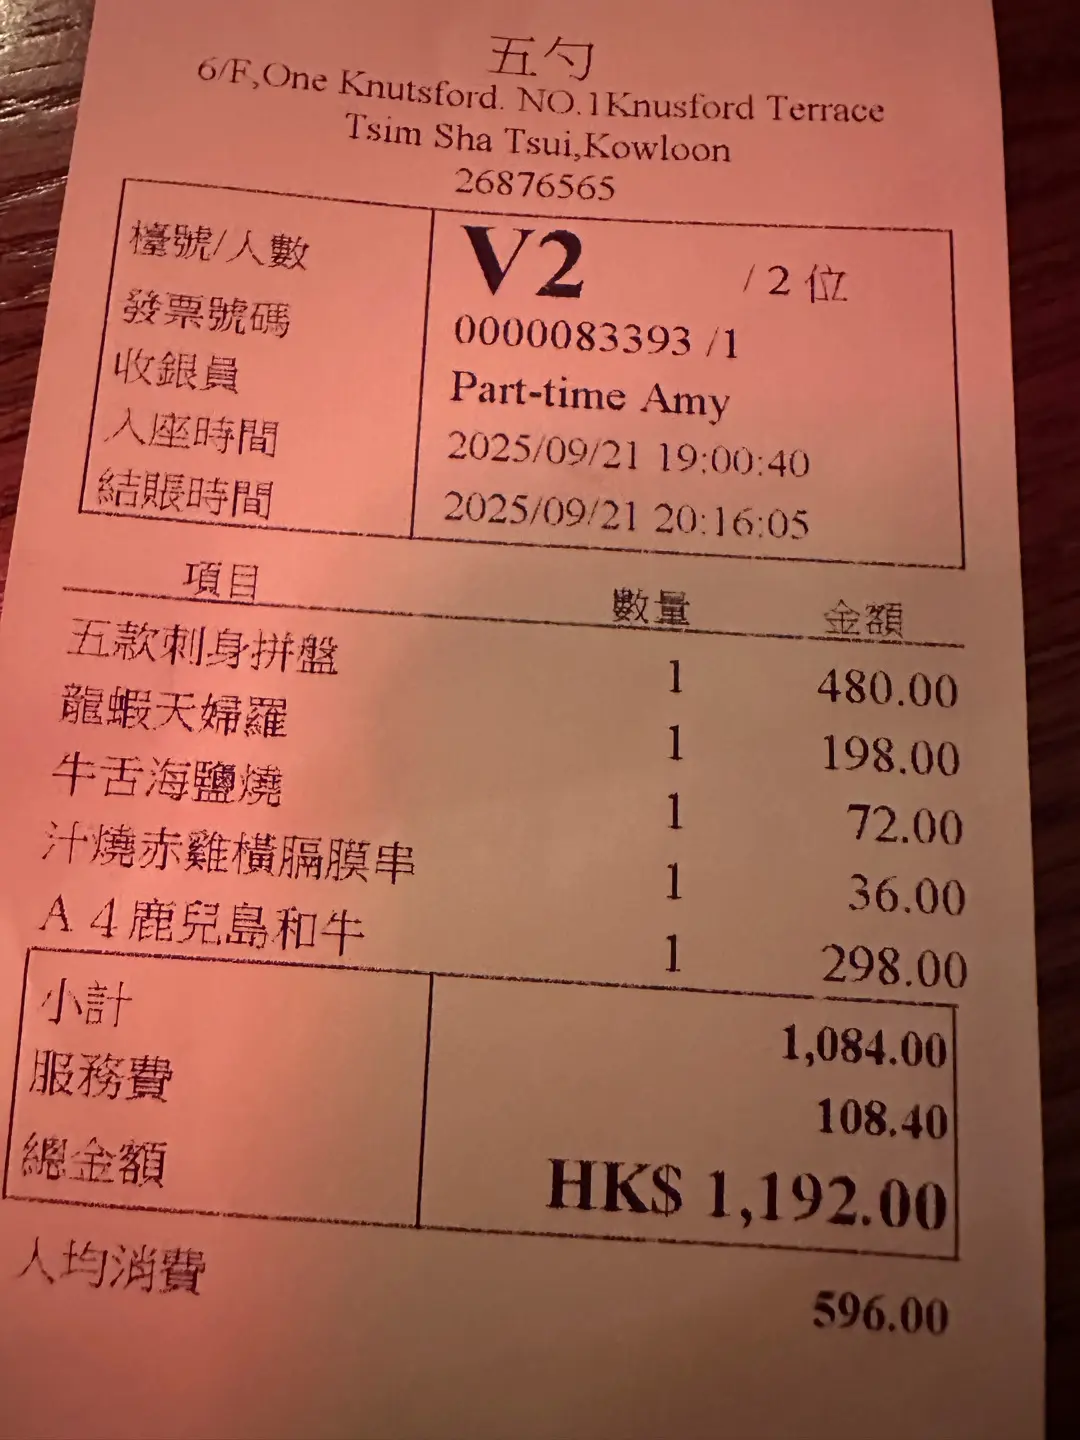 五勺
6/F,One Knutsford. NO.1Knusford Terrace
Tsim Sha Tsui,Kowloon
26876565
檯號/人數 V2 / 2 位
發票號碼 0000083393 /1
收銀員 Part-time Amy
入座時間 2025/09/21 19:00:40
結賬時間 2025/09/21 20:16:05
項目 數量 金額
五款刺身拼盤 1 480.00
龍蝦天婦羅 1 198.00
牛舌海鹽燒 1 72.00
汁燒赤雞橫膈膜串 1 36.00
A 4 鹿兒島和牛 1 298.00
小計 1,084.00
服務費 108.40
總金額 HK$ 1,192.00
人均消費 596.00